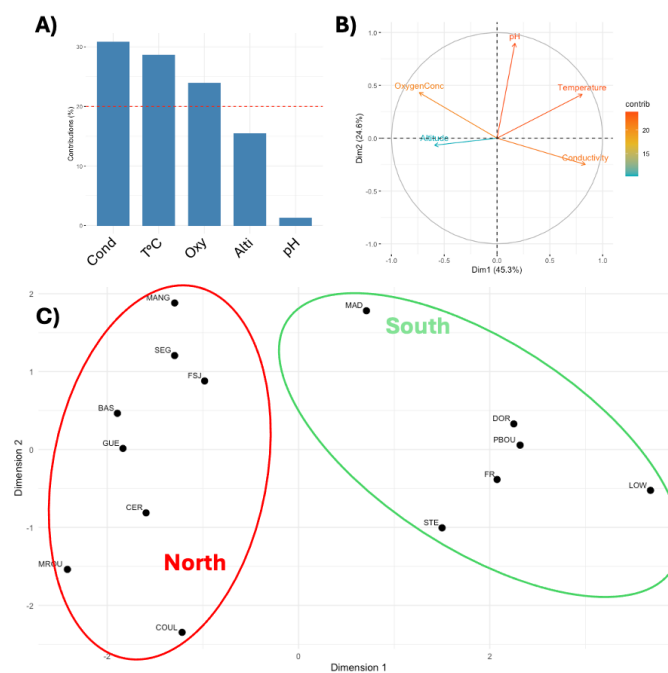 A)
Contributions (%)
30
20
10
0
Cond
T°C
Oxy
Alti
pH
B)
1.0
0.5
0.0
-0.5
-1.0
Dim2 (24.6%)
pH
OxygenConc
Temperature
Altitude
Conductivity
-1.0 -0.5 0.0 0.5 1.0
Dim1 (45.3%)
contrib
20
15
C)
2
1
0
-1
-2
Dimension 2
MANG
SEG
FSJ
BAS
GUE
CER
MROU
COUL
North
South
MAD
DOR
PBOU
FR
LOW
STE
-2 0 2
Dimension 1